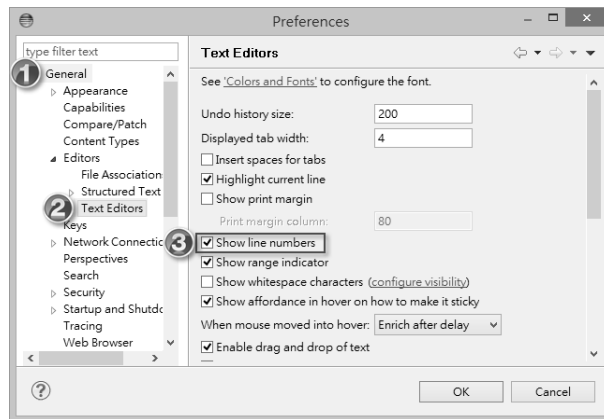 Preferences
type filter text
1
General
Appearance
Capabilities
Compare/Patch
Content Types
Editors
File Association
Structured Text
2
Text Editors
Keys
Network Connectic
Perspectives
Search
Security
Startup and Shutdo
Tracing
Web Browser
Text Editors
See 'Colors and Fonts' to configure the font.
Undo history size: 200
Displayed tab width: 4
Insert spaces for tabs
Highlight current line
Show print margin
Print margin column: 80
3
Show line numbers
Show range indicator
Show whitespace characters (configure visibility)
Show affordance in hover on how to make it sticky
When mouse moved into hover: Enrich after delay
Enable drag and drop of text
OK
Cancel